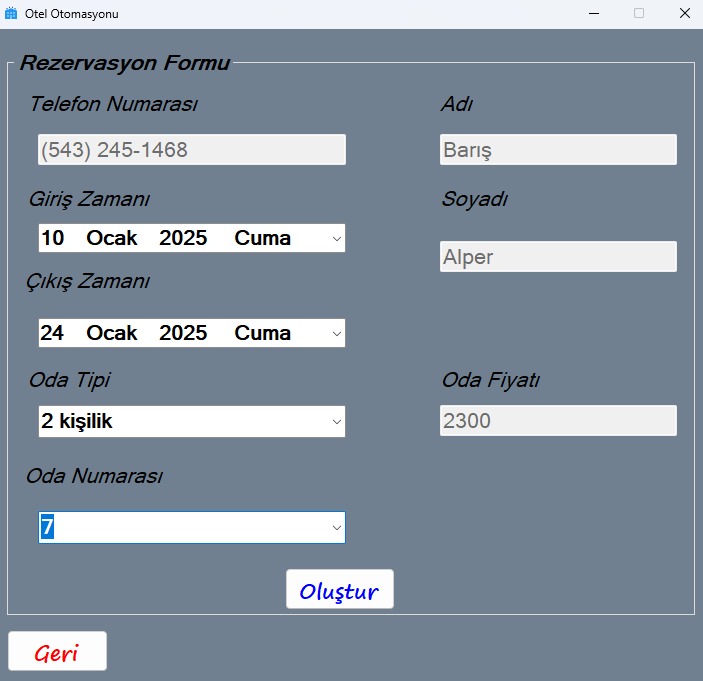 Otel Otomasyonu
Rezervasyon Formu
Telefon Numarası
Adı
(543) 245-1468
Barış
Giriş Zamanı
Soyadı
10 Ocak 2025 Cuma
Alper
Çıkış Zamanı
24 Ocak 2025 Cuma
Oda Tipi
Oda Fiyatı
2 kişilik
2300
Oda Numarası
7
Oluştur
Geri